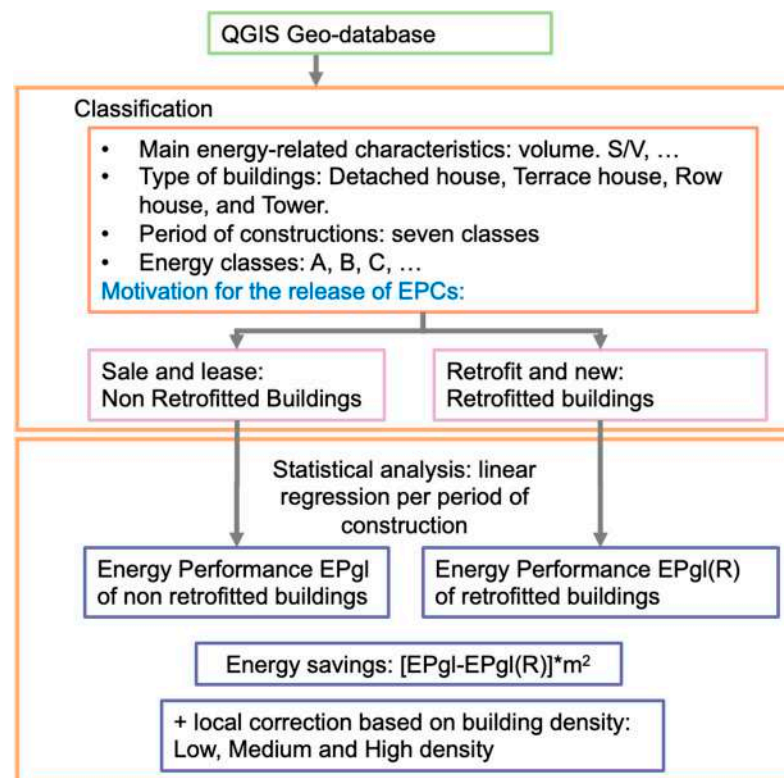 QGIS Geo-database
Classification
• Main energy-related characteristics: volume. S/V, …
• Type of buildings: Detached house, Terrace house, Row
house, and Tower.
• Period of constructions: seven classes
• Energy classes: A, B, C, …
Motivation for the release of EPCs:
Sale and lease:
Non Retrofitted Buildings
Retrofit and new:
Retrofitted buildings
Statistical analysis: linear
regression per period of
construction
Energy Performance EPgl
of non retrofitted buildings
Energy Performance EPgl(R)
of retrofitted buildings
Energy savings: [EPgl-EPgl(R)]*m²
+ local correction based on building density:
Low, Medium and High density